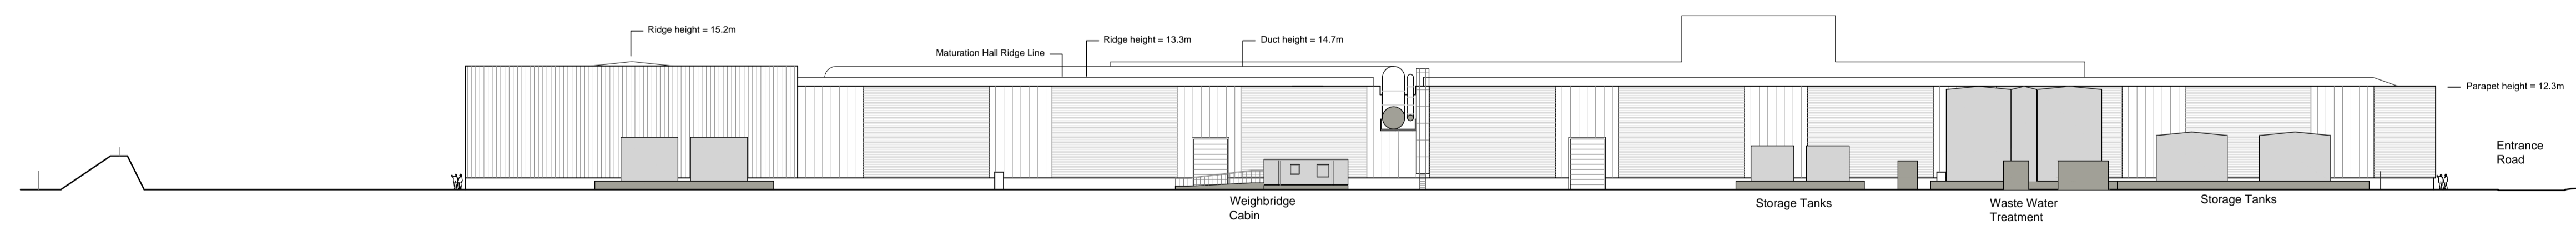 Ridge height = 15.2m
Maturation Hall Ridge Line
Ridge height = 13.3m
Duct height = 14.7m
Parapet height = 12.3m
Entrance
Road
Weighbridge
Cabin
Storage Tanks
Waste Water
Treatment
Storage Tanks